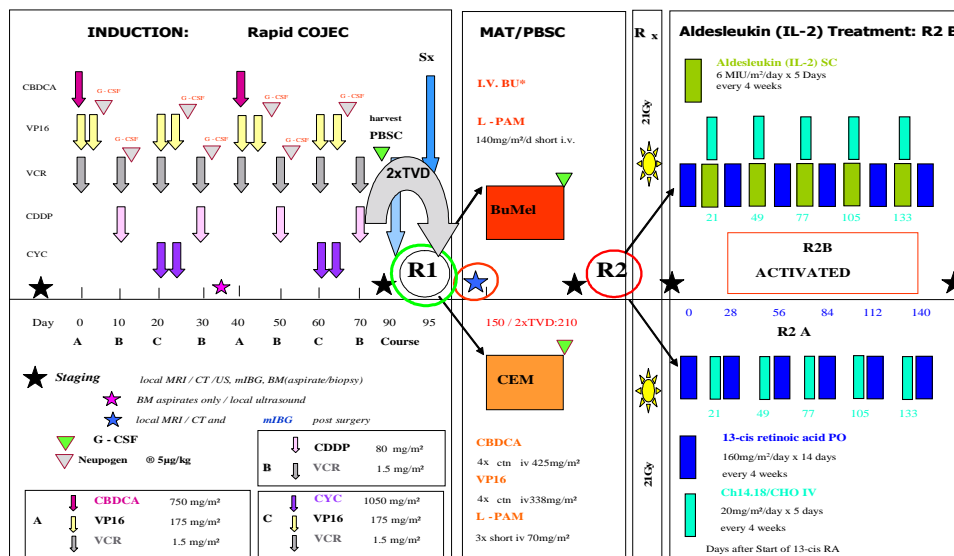 INDUCTION: Rapid COJEC
MAT/PBSC
R x
Aldesleukin (IL-2) Treatment: R2 B
Sx
CBDCA
G - CSF
G - CSF
G - CSF
G - CSF
VP16
G - CSF
G - CSF
G - CSF
harvest
PBSC
VCR
2xTVD
CDDP
CYC
R1
I.V. BU*
L - PAM
140mg/m²/d short i.v.
BuMel
R2
21Gy
Aldesleukin (IL-2) SC
6 MIU/m²/day x 5 Days
every 4 weeks
21 49 77 105 133
R2B
ACTIVATED
0 28 56 84 112 140
R2 A
Day 0 10 20 30 40 50 60 70 90 95
A B C B A B C B Course
150 / 2xTVD:210
CEM
21 49 77 105 133
Staging local MRI / CT /US, mIBG, BM(aspirate/biopsy)
BM aspirates only / local ultrasound
local MRI / CT and mIBG post surgery
G - CSF
Neupogen ® 5µg/kg
B
CDDP 80 mg/m²
VCR 1.5 mg/m²
A
CBDCA 750 mg/m²
VP16 175 mg/m²
VCR 1.5 mg/m²
C
CYC 1050 mg/m²
VP16 175 mg/m²
VCR 1.5 mg/m²
CBDCA
4x ctn iv 425mg/m²
VP16
4x ctn iv338mg/m²
L - PAM
3x short iv 70mg/m²
21Gy
13-cis retinoic acid PO
160mg/m²/day x 14 days
every 4 weeks
Ch14.18/CHO IV
20mg/m²/day x 5 days
every 4 weeks
Days after Start of 13-cis RA